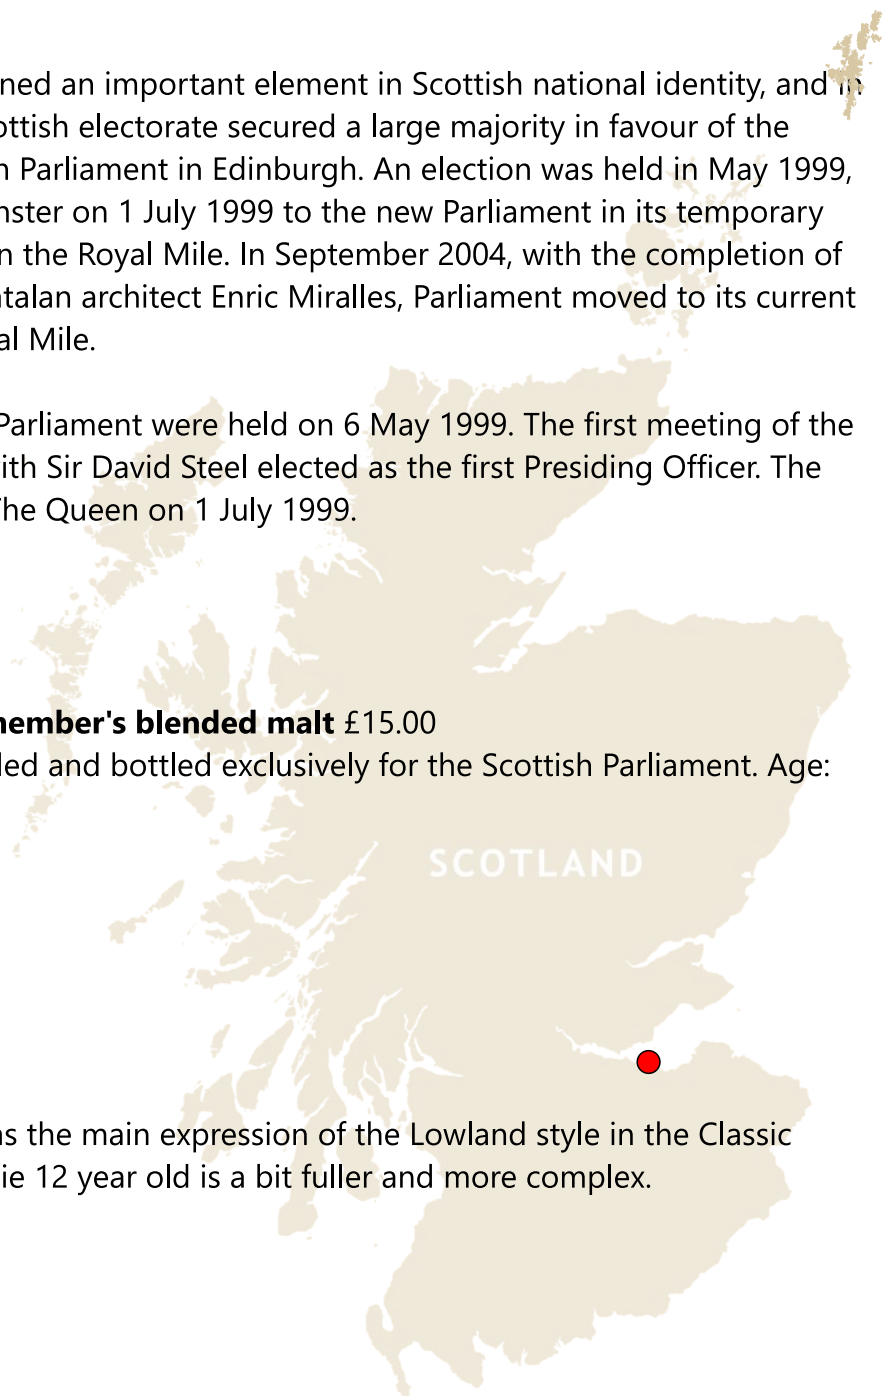 ned an important element in Scottish national identity, and in
ottish electorate secured a large majority in favour of the
n Parliament in Edinburgh. An election was held in May 1999,
nster on 1 July 1999 to the new Parliament in its temporary
n the Royal Mile. In September 2004, with the completion of
atalan architect Enric Miralles, Parliament moved to its current
al Mile.
Parliament were held on 6 May 1999. The first meeting of the
ith Sir David Steel elected as the first Presiding Officer. The
The Queen on 1 July 1999.
member's blended malt £15.00
led and bottled exclusively for the Scottish Parliament. Age:
SCOTLAND
as the main expression of the Lowland style in the Classic
ie 12 year old is a bit fuller and more complex.